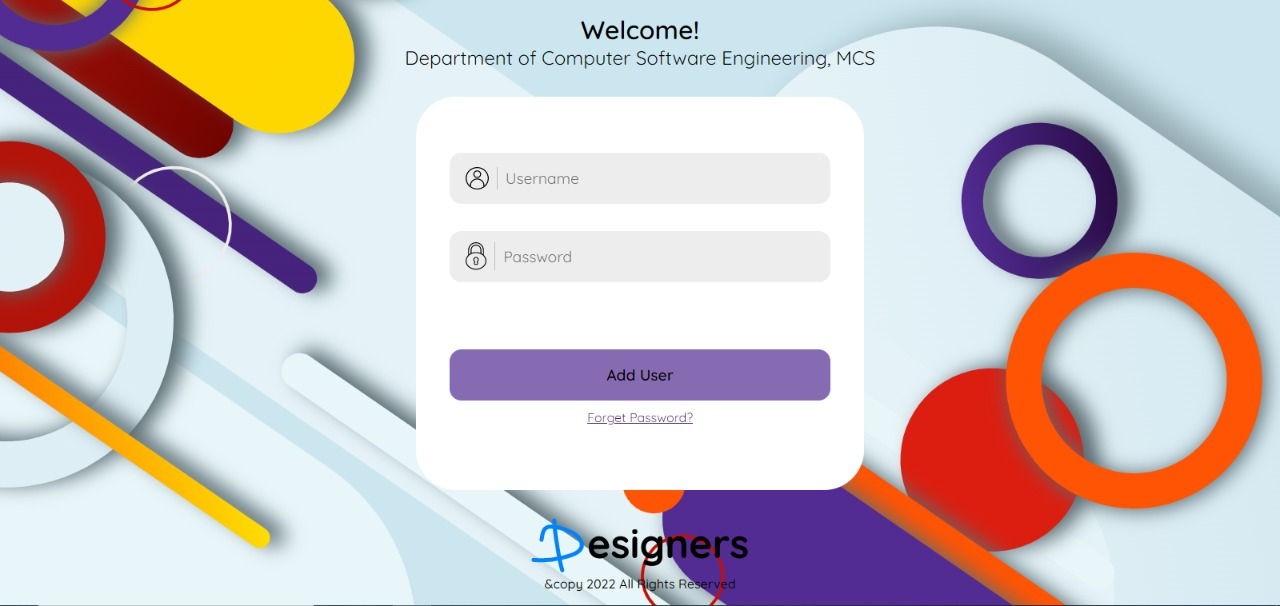 Welcome!
Department of Computer Software Engineering, MCS
Username
Password
Add User
Forget Password?
Designers
&copy 2022 All Rights Reserved